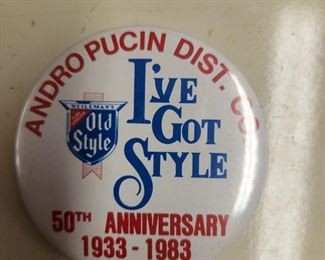 ANDRO PUCIN DIST. CO.
HEILEMAN'S
Old
Style
I'VE
GOT
STYLE
50TH ANNIVERSARY
1933 - 1983